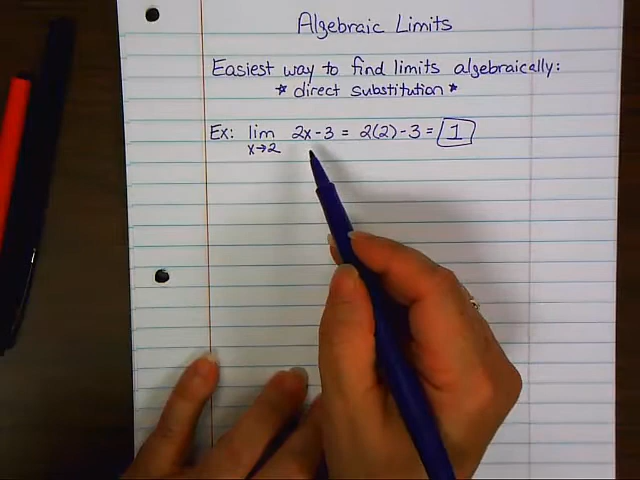 Algebraic Limits
Easiest way to find limits algebraically:
* direct substitution *
Ex: lim 2x - 3 = 2(2) - 3 = 1
x→2